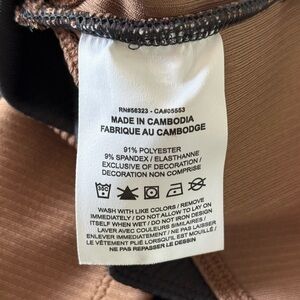 RN#56323 - CA#05553
MADE IN CAMBODIA
FABRIQUE AU CAMBODGE
91% POLYESTER
9% SPANDEX / ELASTHANNE
EXCLUSIVE OF DECORATION /
DECORATION NON COMPRISE
WASH WITH LIKE COLORS / REMOVE
IMMEDIATELY / DO NOT ALLOW TO LAY ON
ITSELF WHEN WET / DO NOT IRON DESIGN
LAVER AVEC COULEURS SIMILAIRES /
ENLEVER IMMÉDIATEMENT / NE PAS LAISSER
LE VÊTEMENT PLIÉ LORSQU'IL EST MOUILLÉ /
NE PAS REPASSER LE DESSIN